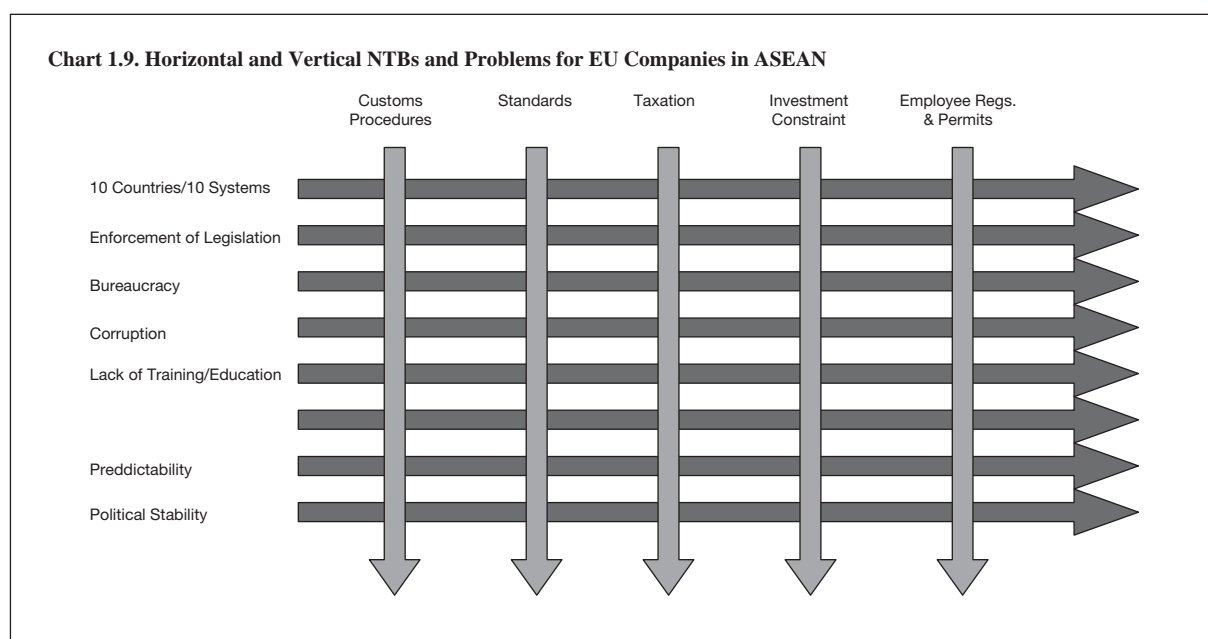 Chart 1.9. Horizontal and Vertical NTBs and Problems for EU Companies in ASEAN
Customs
Procedures
Standards
Taxation
Investment
Constraint
Employee Regs.
& Permits
10 Countries/10 Systems
Enforcement of Legislation
Bureaucracy
Corruption
Lack of Training/Education
Preddictability
Political Stability